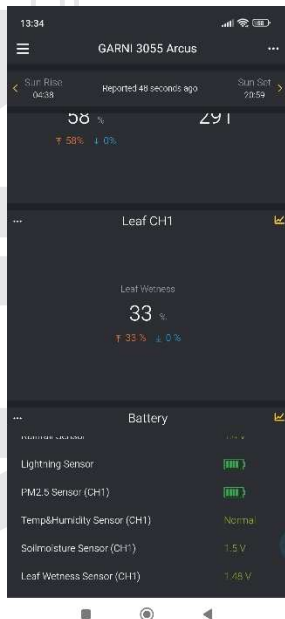 13:34
GARNI 3055 Arcus
Sun Rise
04:38
Reported 48 seconds ago
Sun Set
20:59
58 % 291
58% 0%
Leaf CH1
Leaf Wetness
33 %
33 % 0 %
Battery
Lightning Sensor
PM2.5 Sensor (CH1)
Temp&Humidity Sensor (CH1) Normal
Soilmoisture Sensor (CH1) 1.5 V
Leaf Wetness Sensor (CH1) 1.48 V